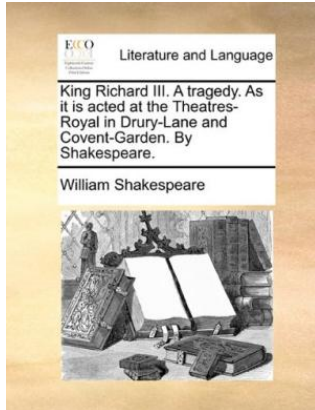 ECCO
Literature and Language
King Richard III. A tragedy. As
it is acted at the Theatres-
Royal in Drury-Lane and
Covent-Garden. By
Shakespeare.
William Shakespeare